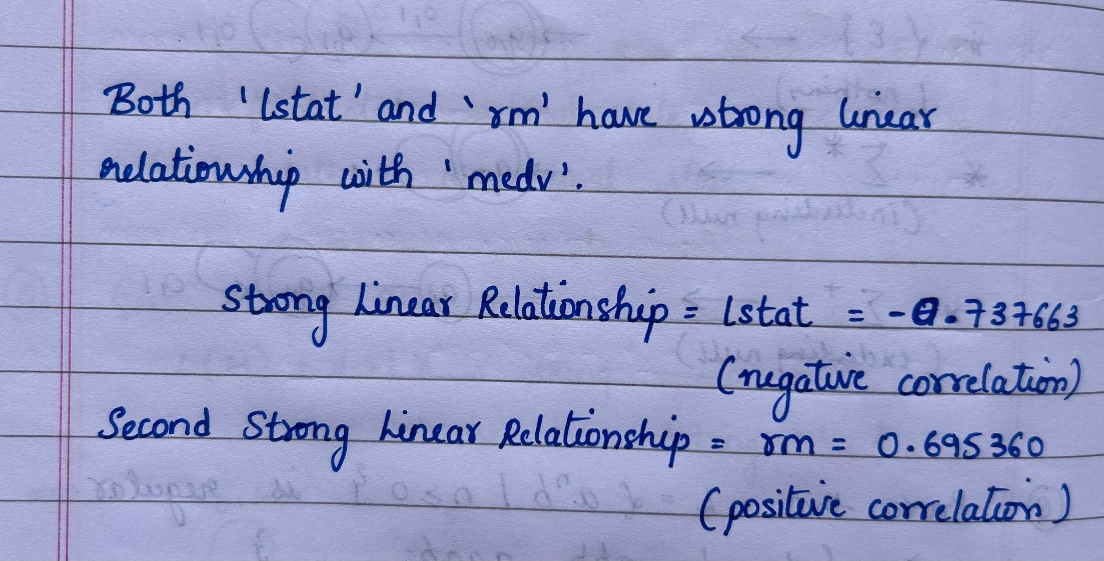 Both 'lstat' and 'rm' have strong linear
relationship with 'medv'.
Strong Linear Relationship = lstat = -0.737663
(negative correlation)
Second Strong Linear Relationship = rm = 0.695360
(positive correlation)